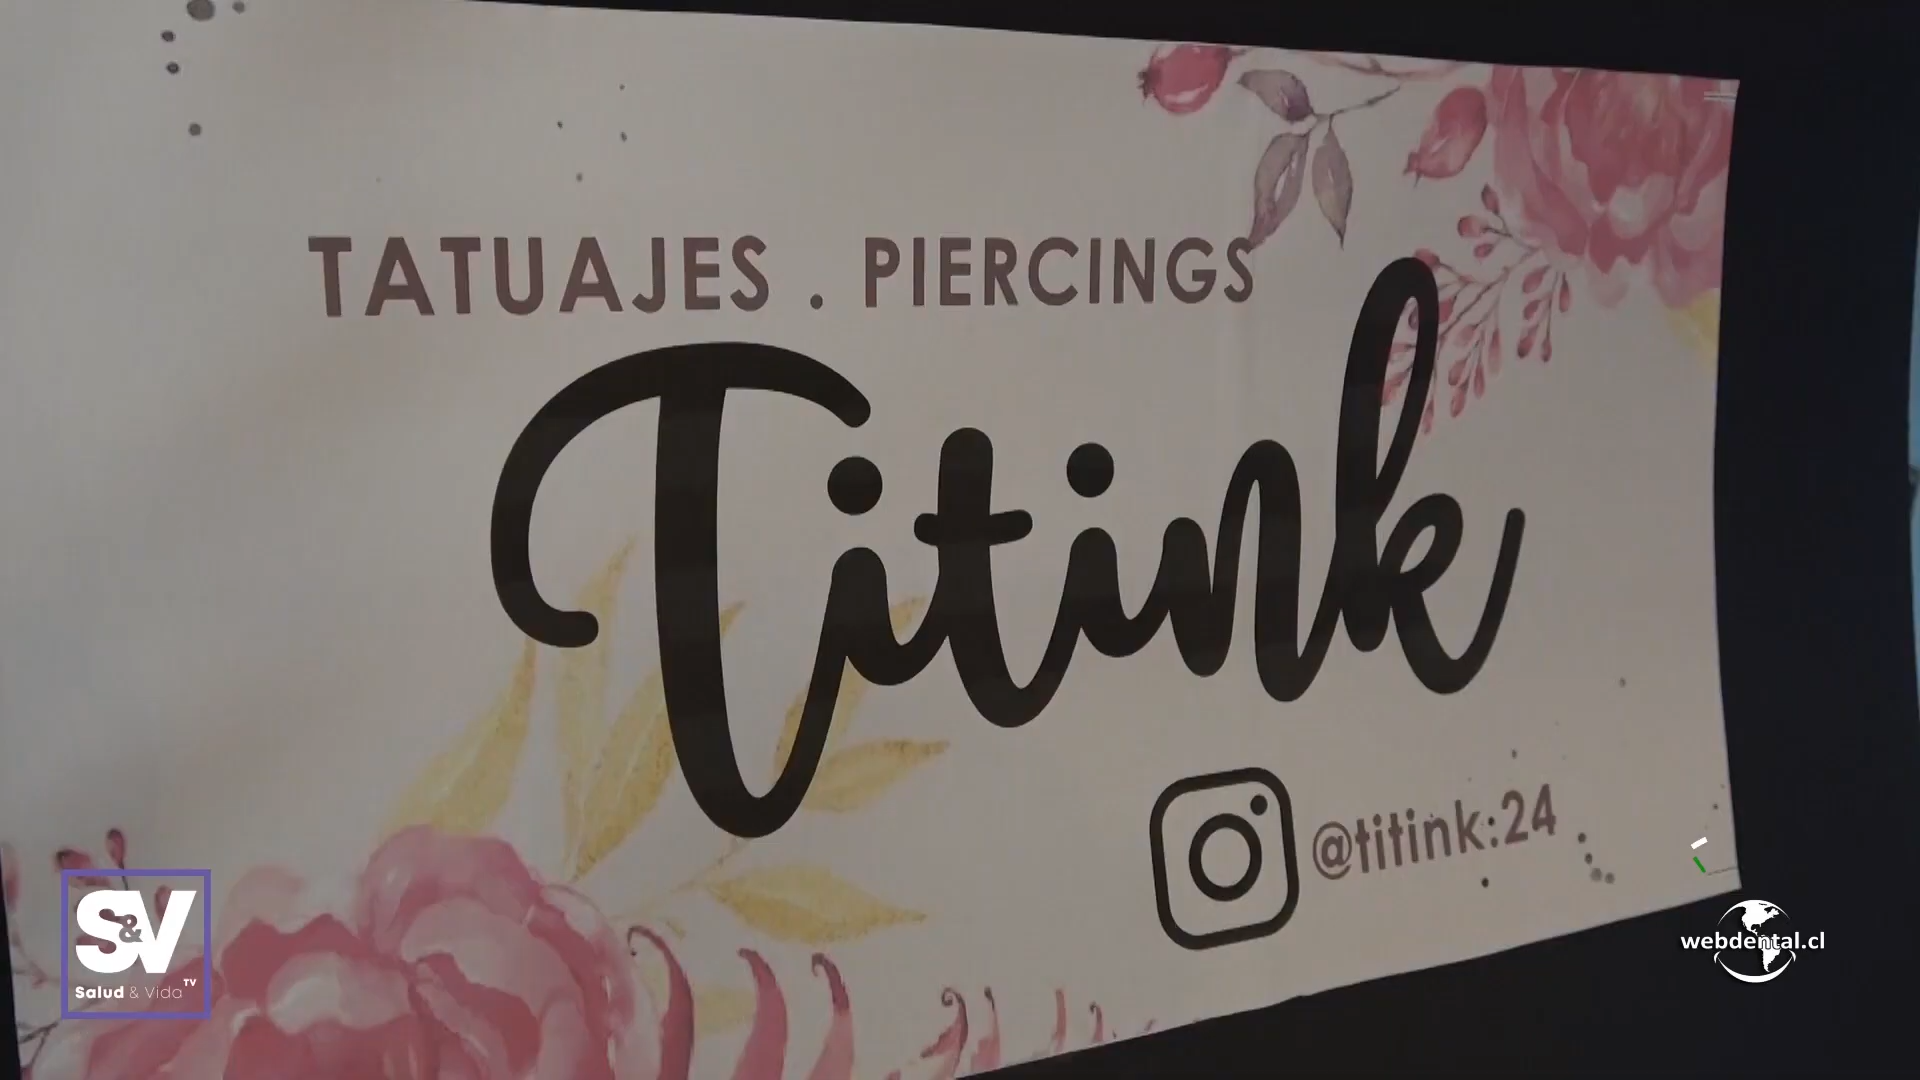 TATUAJES . PIERCINGS
Titink
@titink:24
S&V
Salud & Vida TV
webdental.cl